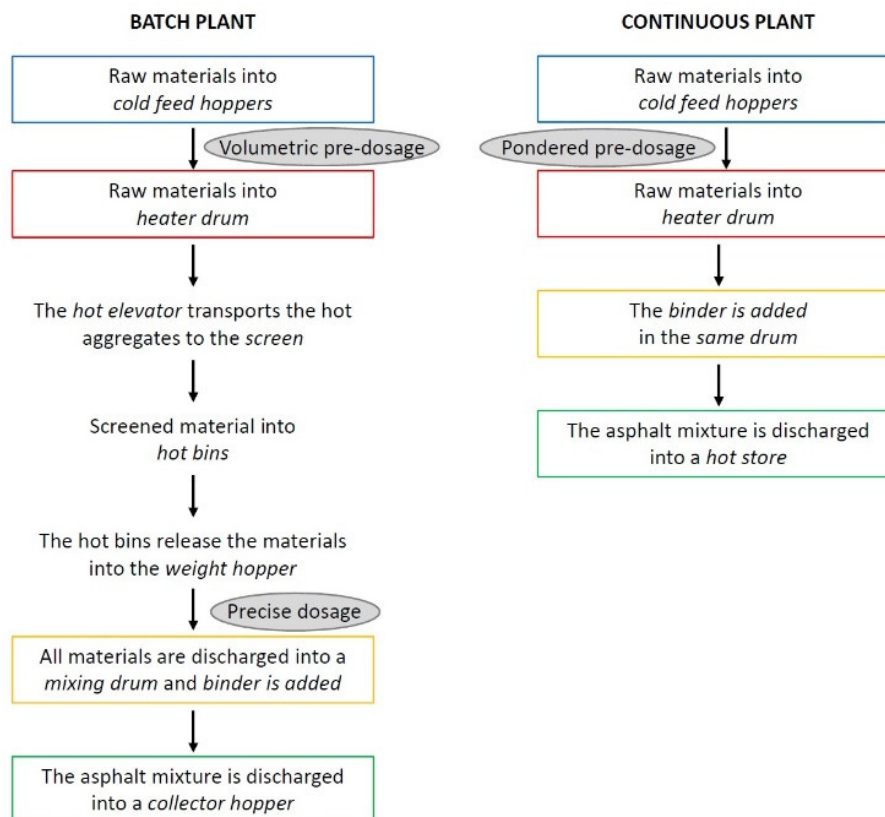 BATCH PLANT
Raw materials into
cold feed hoppers
Volumetric pre-dosage
Raw materials into
heater drum
The hot elevator transports the hot
aggregates to the screen
Screened material into
hot bins
The hot bins release the materials
into the weight hopper
Precise dosage
All materials are discharged into a
mixing drum and binder is added
The asphalt mixture is discharged
into a collector hopper
CONTINUOUS PLANT
Raw materials into
cold feed hoppers
Pondered pre-dosage
Raw materials into
heater drum
The binder is added
in the same drum
The asphalt mixture is discharged
into a hot store